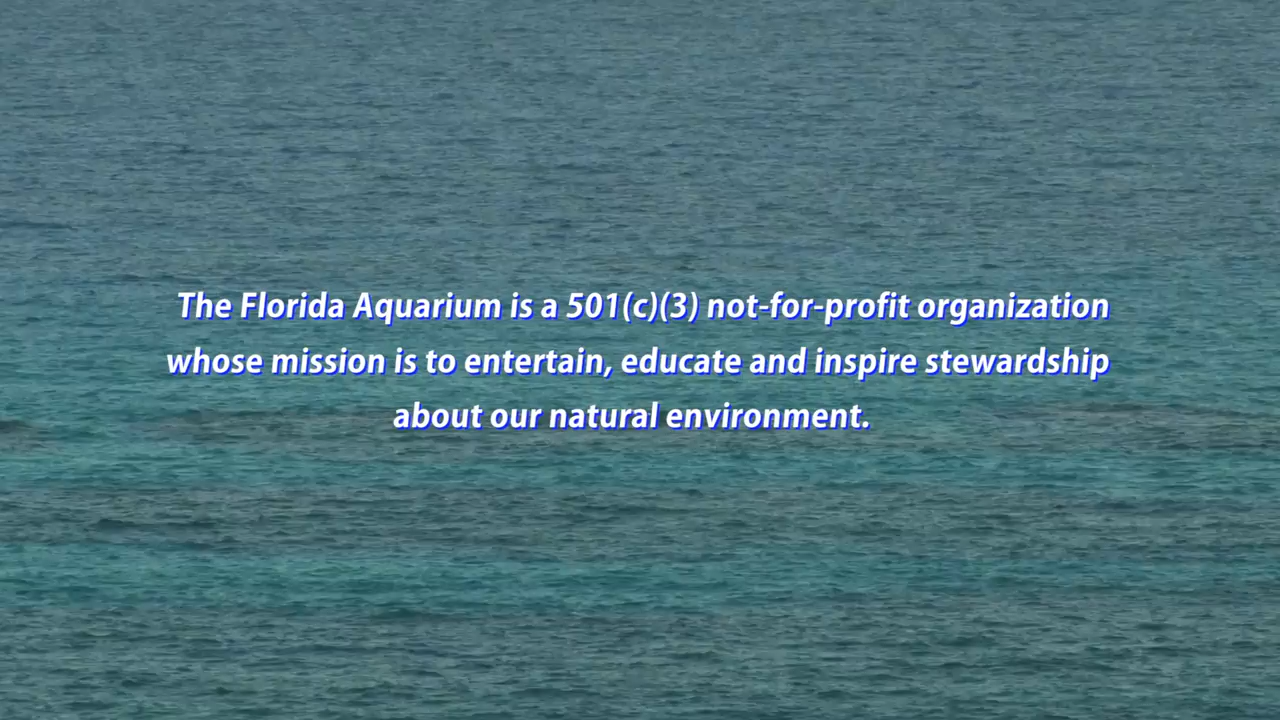 The Florida Aquarium is a 501(c)(3) not-for-profit organization
whose mission is to entertain, educate and inspire stewardship
about our natural environment.